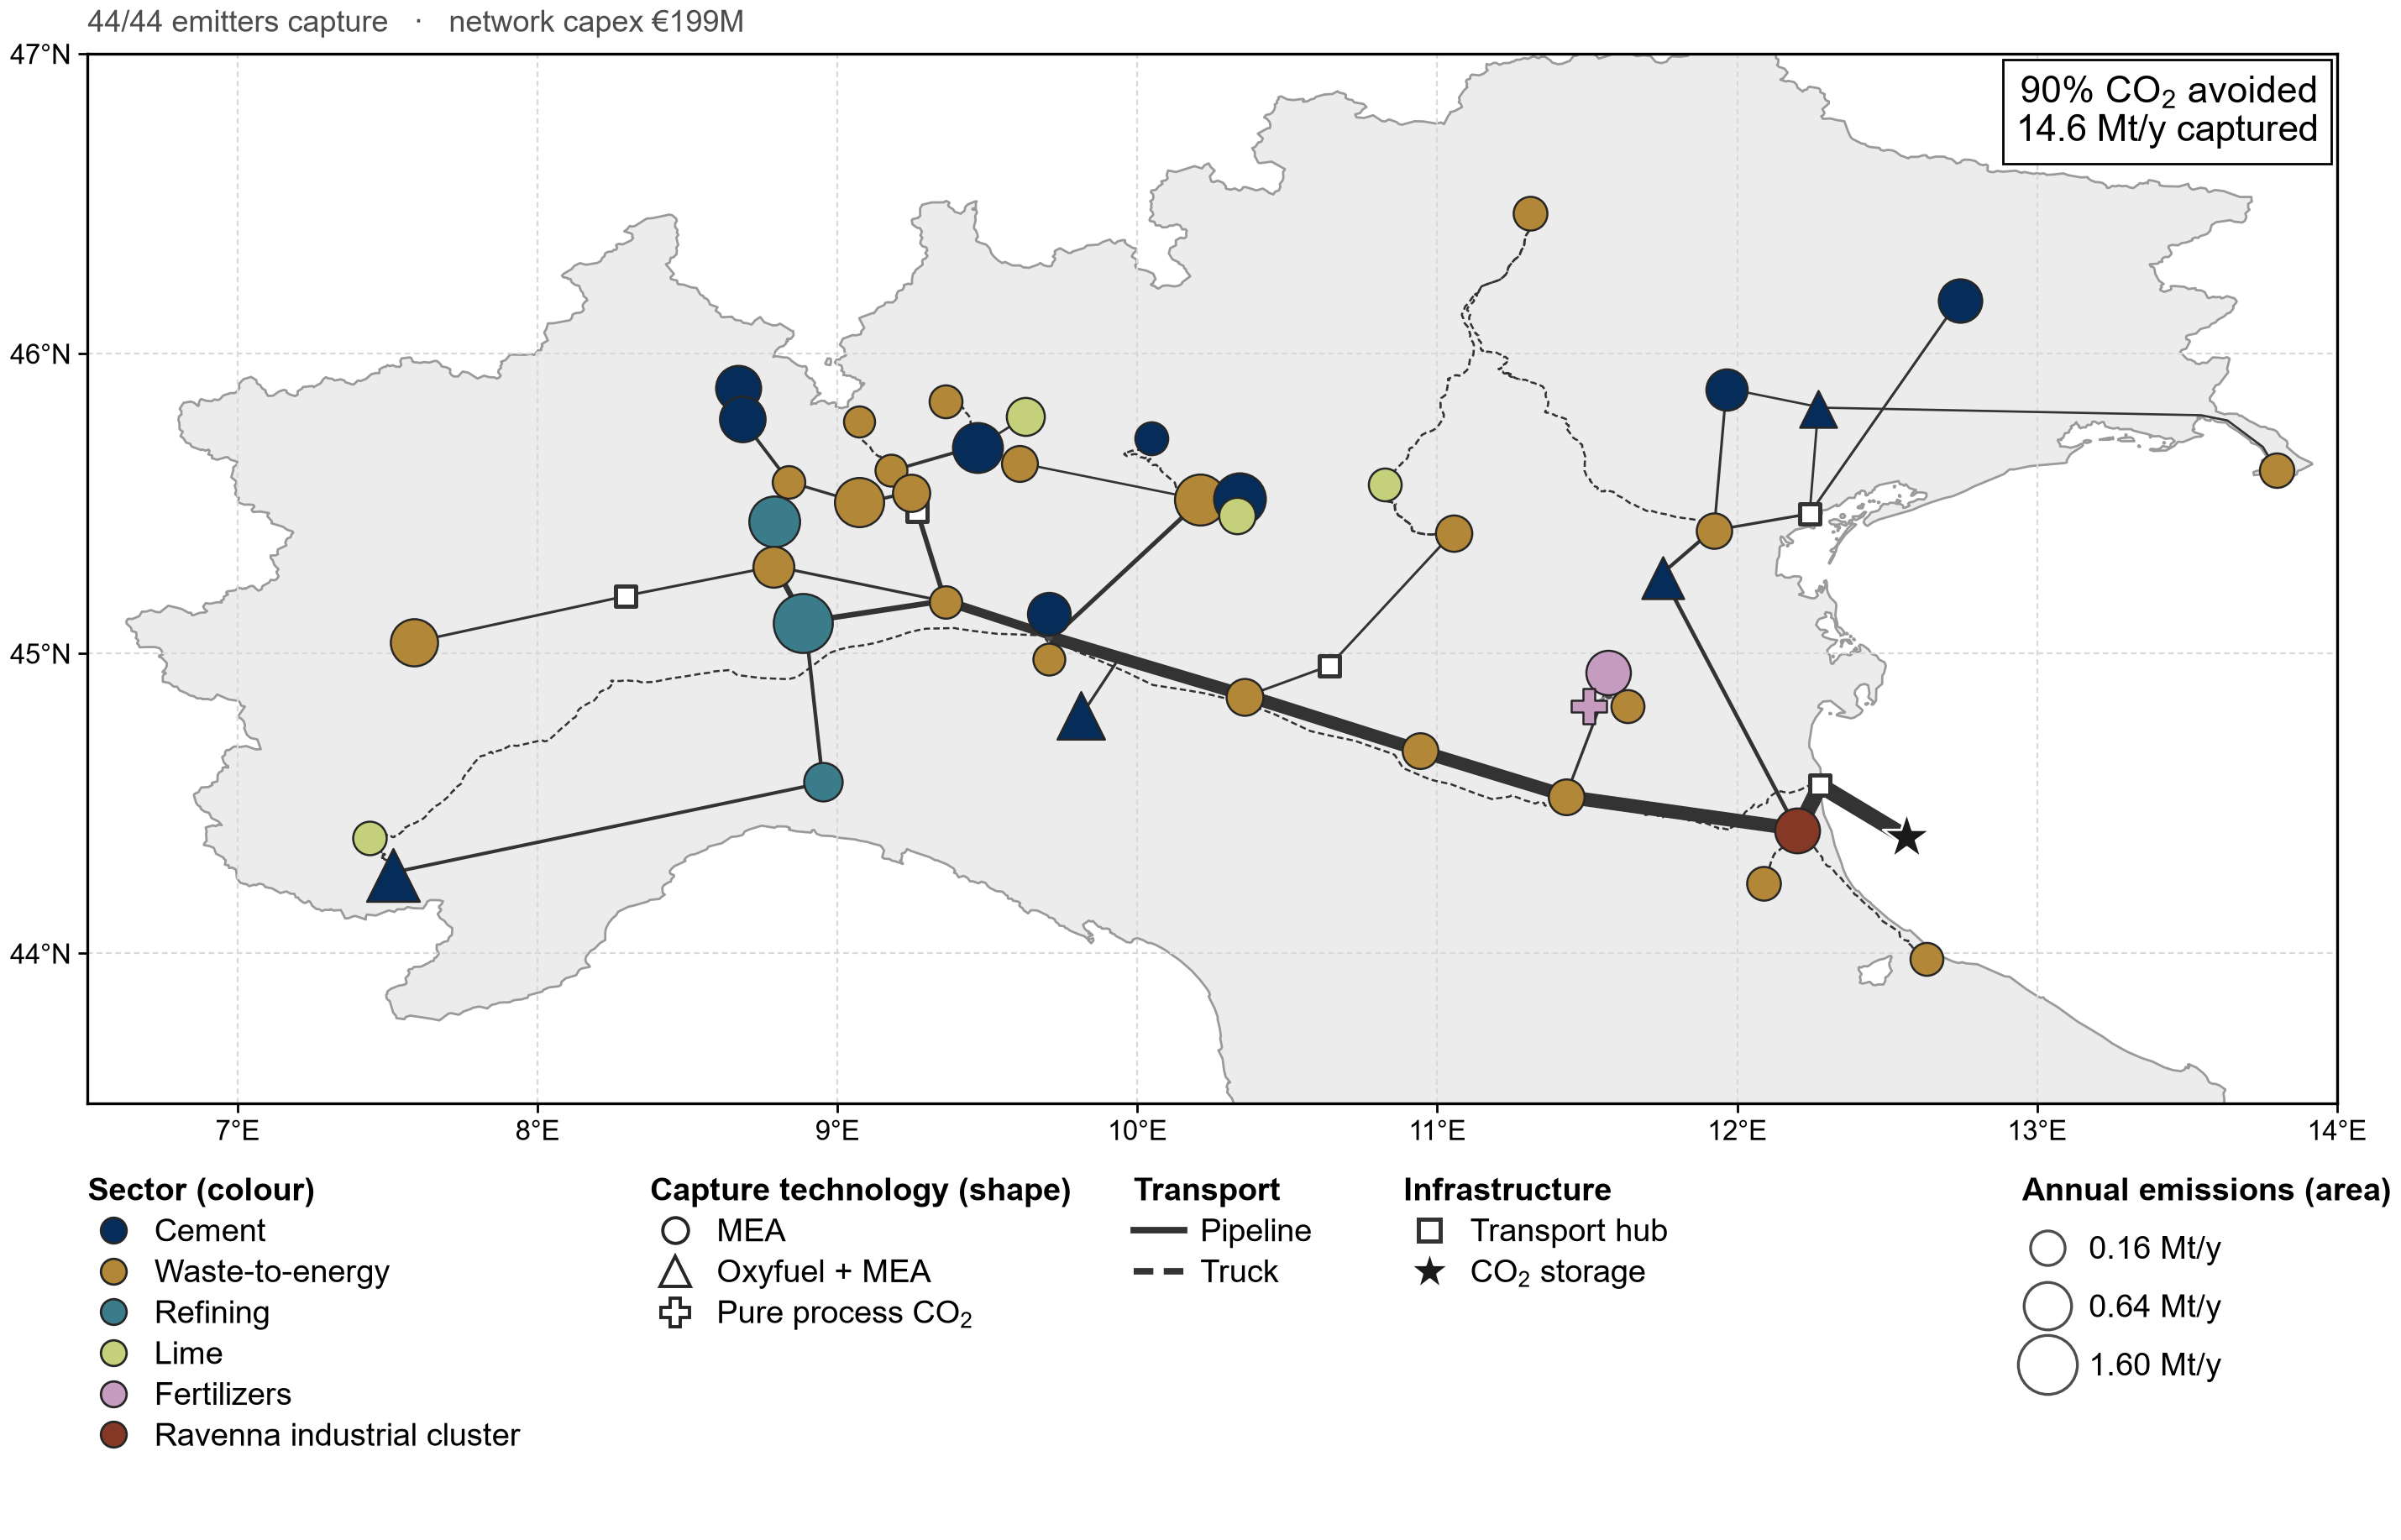 44/44 emitters capture · network capex €199M
90% CO₂ avoided
14.6 Mt/y captured
47°N
46°N
45°N
44°N
7°E 8°E 9°E 10°E 11°E 12°E 13°E 14°E
Sector (colour)
Cement
Waste-to-energy
Refining
Lime
Fertilizers
Ravenna industrial cluster
Capture technology (shape)
MEA
Oxyfuel + MEA
Pure process CO₂
Transport
Pipeline
Truck
Infrastructure
Transport hub
CO₂ storage
Annual emissions (area)
0.16 Mt/y
0.64 Mt/y
1.60 Mt/y